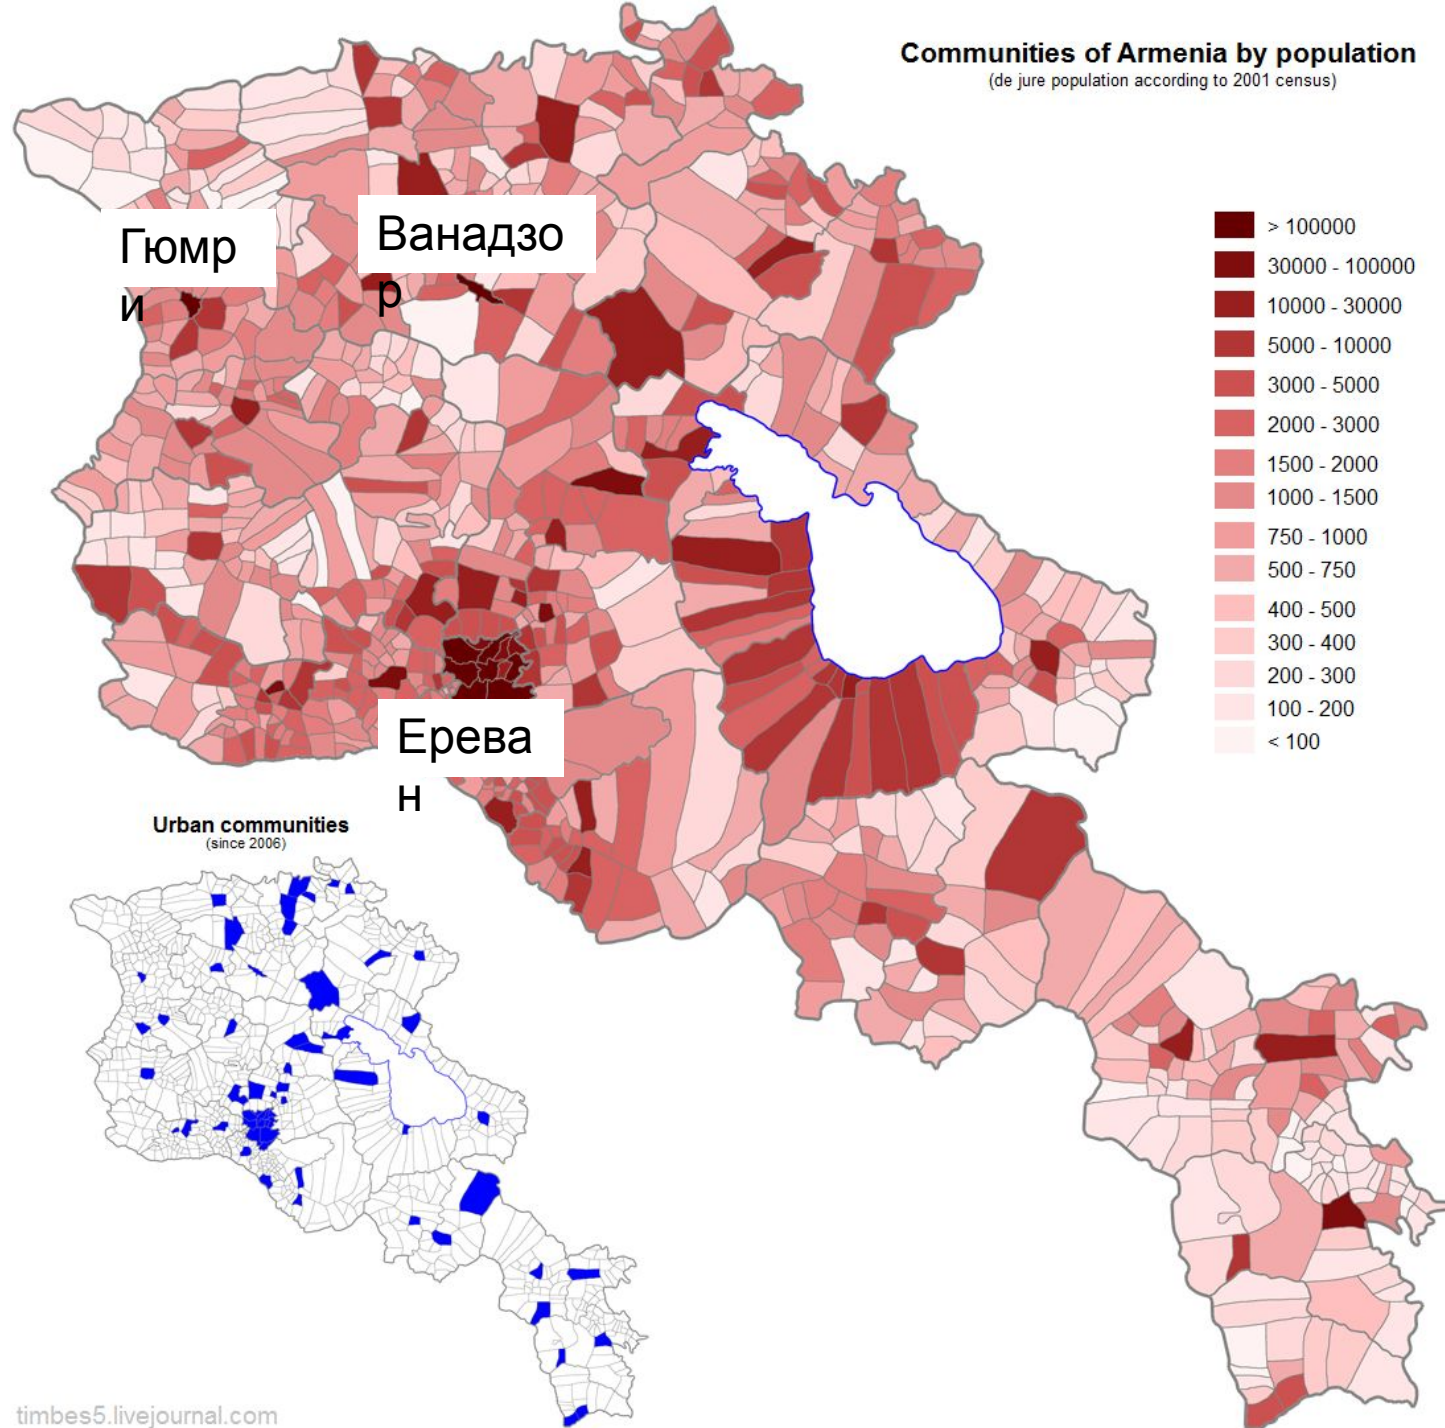 Communities of Armenia by population
(de jure population according to 2001 census)
Гюмр
и
Ванадзо
р
> 100000
30000 - 100000
10000 - 30000
5000 - 10000
3000 - 5000
2000 - 3000
1500 - 2000
1000 - 1500
750 - 1000
500 - 750
400 - 500
300 - 400
200 - 300
100 - 200
< 100
Ерева
н
Urban communities
(since 2006)
timbes5.livejournal.com